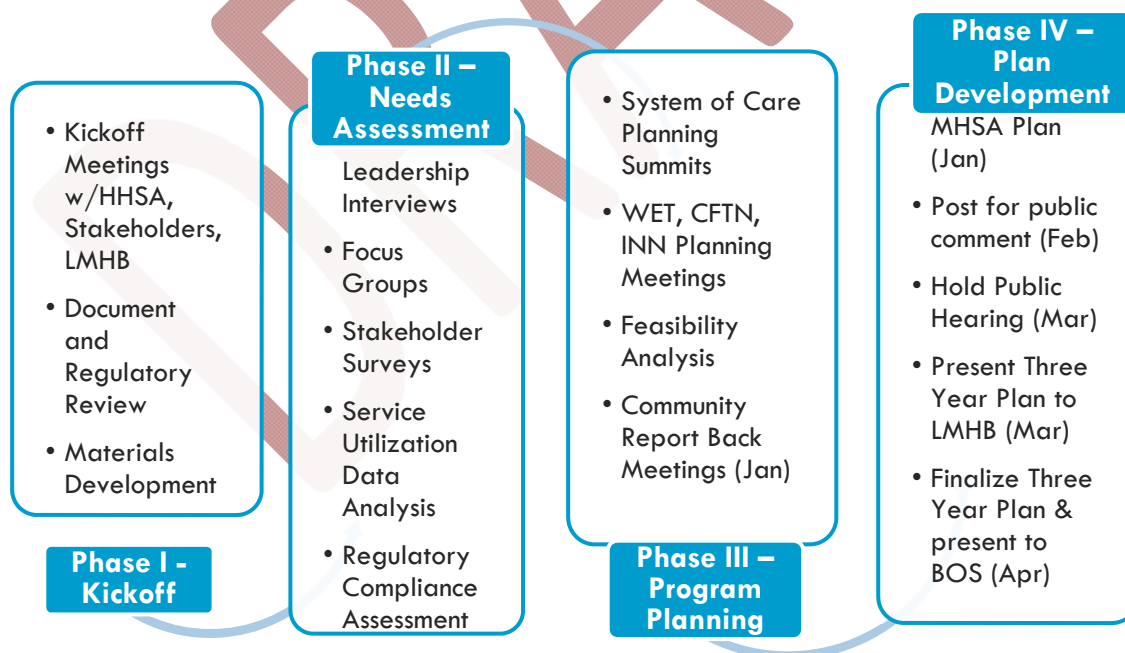 • Kickoff
Meetings
w/HHSA,
Stakeholders,
LMHB
• Document
and
Regulatory
Review
• Materials
Development
Phase I -
Kickoff
Phase II –
Needs
Assessment
Leadership
Interviews
• Focus
Groups
• Stakeholder
Surveys
• Service
Utilization
Data
Analysis
• Regulatory
Compliance
Assessment
• System of Care
Planning
Summits
• WET, CFTN,
INN Planning
Meetings
• Feasibility
Analysis
• Community
Report Back
Meetings (Jan)
Phase III –
Program
Planning
Phase IV –
Plan
Development
MHSA Plan
(Jan)
• Post for public
comment (Feb)
• Hold Public
Hearing (Mar)
• Present Three
Year Plan to
LMHB (Mar)
• Finalize Three
Year Plan &
present to
BOS (Apr)